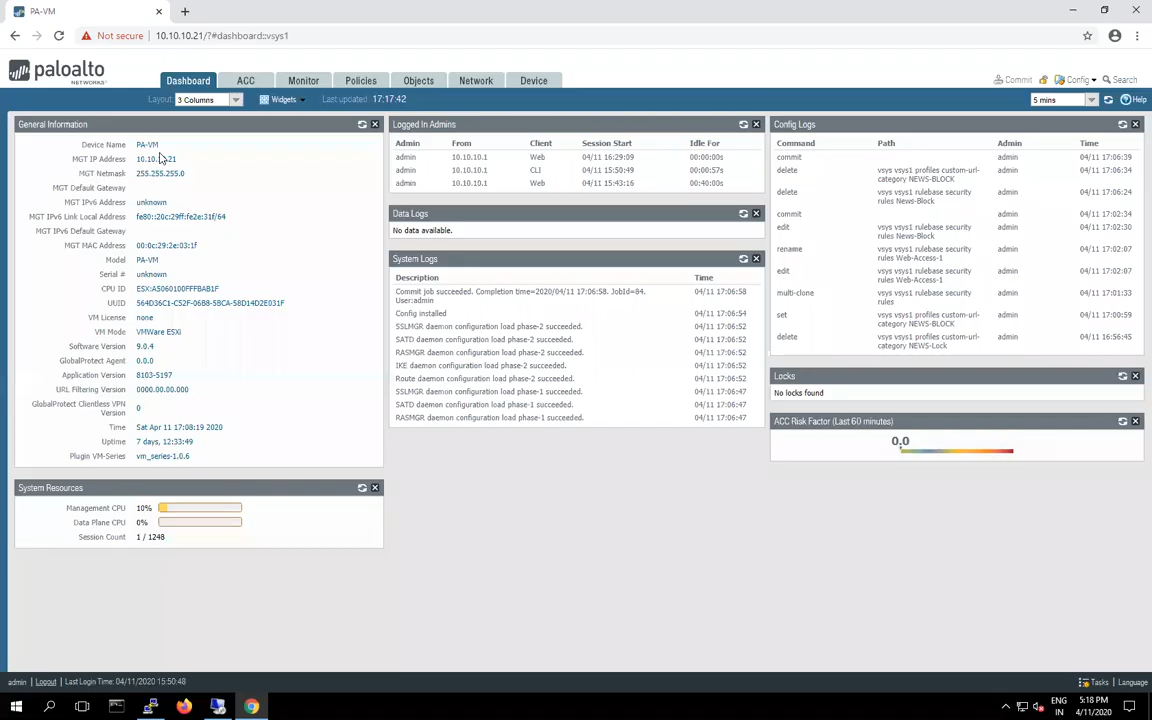 PA-VM
Not secure
10.10.10.21/?#dashboard::vsys1
paloalto
NETWORKS
Dashboard
ACC
Monitor
Policies
Objects
Network
Device
Commit
Config
Search
Layout
3 Columns
Widgets
Last updated 17:17:42
5 mins
Help
General Information
Device Name PA-VM
MGT IP Address 10.10. .21
MGT Netmask 255.255.255.0
MGT Default Gateway
MGT IPv6 Address unknown
MGT IPv6 Link Local Address fe80::20c:29ff:fe2e:31f/64
MGT IPv6 Default Gateway
MGT MAC Address 00:0c:29:2e:03:1f
Model PA-VM
Serial # unknown
CPU ID ESX:A5060100FFFBAB1F
UUID 564D36C1-C52F-06B8-5BCA-58D14D2E031F
VM License none
VM Mode VMWare ESXi
Software Version 9.0.4
GlobalProtect Agent 0.0.0
Application Version 8103-5197
URL Filtering Version 0000.00.00.000
GlobalProtect Clientless VPN
Version 0
Time Sat Apr 11 17:08:19 2020
Uptime 7 days, 12:33:49
Plugin VM-Series vm_series-1.0.6
System Resources
Management CPU 10%
Data Plane CPU 0%
Session Count 1 / 1248
Logged In Admins
Admin From Client Session Start Idle For
admin 10.10.10.1 Web 04/11 16:29:09 00:00:00s
admin 10.10.10.1 CLI 04/11 15:50:49 00:00:57s
admin 10.10.10.1 Web 04/11 15:43:16 00:40:00s
Data Logs
No data available.
System Logs
Description Time
Commit job succeeded. Completion time=2020/04/11 17:06:58. JobId=84. 04/11 17:06:58
User:admin
Config installed 04/11 17:06:54
SSLMGR daemon configuration load phase-2 succeeded. 04/11 17:06:52
SATD daemon configuration load phase-2 succeeded. 04/11 17:06:52
RASMGR daemon configuration load phase-2 succeeded. 04/11 17:06:52
IKE daemon configuration load phase-2 succeeded. 04/11 17:06:52
Route daemon configuration load phase-2 succeeded. 04/11 17:06:52
SSLMGR daemon configuration load phase-1 succeeded. 04/11 17:06:47
SATD daemon configuration load phase-1 succeeded. 04/11 17:06:47
RASMGR daemon configuration load phase-1 succeeded. 04/11 17:06:47
Config Logs
Command Path Admin Time
commit admin 04/11 17:06:39
delete vsys vsys1 profiles custom-url- admin 04/11 17:06:34
category NEWS-BLOCK
delete vsys vsys1 rulebase security admin 04/11 17:06:24
rules News-Block
commit admin 04/11 17:02:34
edit vsys vsys1 rulebase security admin 04/11 17:02:30
rules News-Block
rename vsys vsys1 rulebase security admin 04/11 17:02:07
rules Web-Access-1
edit vsys vsys1 rulebase security admin 04/11 17:02:07
rules Web-Access-1
multi-clone vsys vsys1 rulebase security admin 04/11 17:01:33
rules
set vsys vsys1 profiles custom-url- admin 04/11 17:00:59
category NEWS-BLOCK
delete vsys vsys1 profiles custom-url- admin 04/11 16:56:45
category NEWS-Lock
Locks
No locks found
ACC Risk Factor (Last 60 minutes)
0.0
admin Logout Last Login Time: 04/11/2020 15:50:48
Tasks
Language
ENG
IN
5:18 PM
4/11/2020